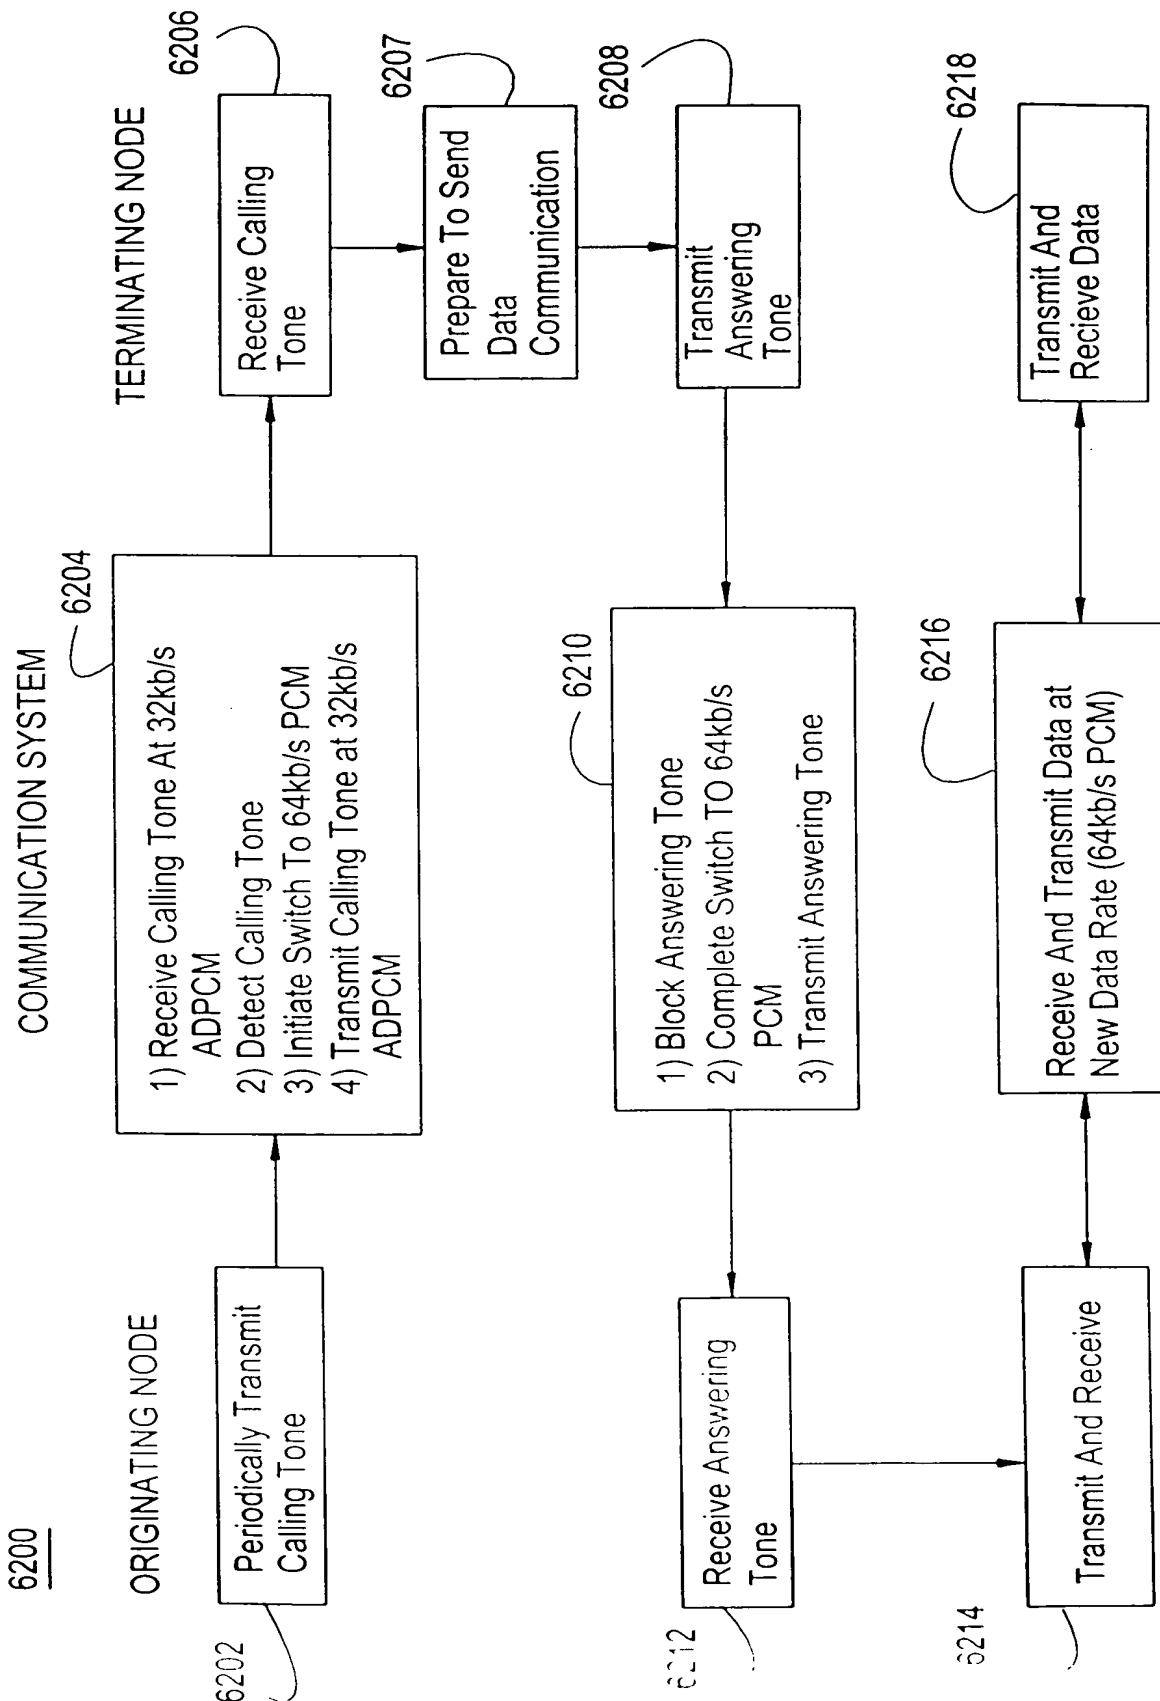 6200
ORIGINATING NODE
COMMUNICATION SYSTEM
TERMINATING NODE
6202
Periodically Transmit
Calling Tone
6204
1) Receive Calling Tone At 32kb/s
ADPCM
2) Detect Calling Tone
3) Initiate Switch To 64kb/s PCM
4) Transmit Calling Tone at 32kb/s
ADPCM
6206
Receive Calling
Tone
6207
Prepare To Send
Data
Communication
6208
Transmit
Answering
Tone
6210
1) Block Answering Tone
2) Complete Switch TO 64kb/s
PCM
3) Transmit Answering Tone
6212
Receive Answering
Tone
6214
Transmit And Receive
6216
Receive And Transmit Data at
New Data Rate (64kb/s PCM)
6218
Transmit And
Recieve Data